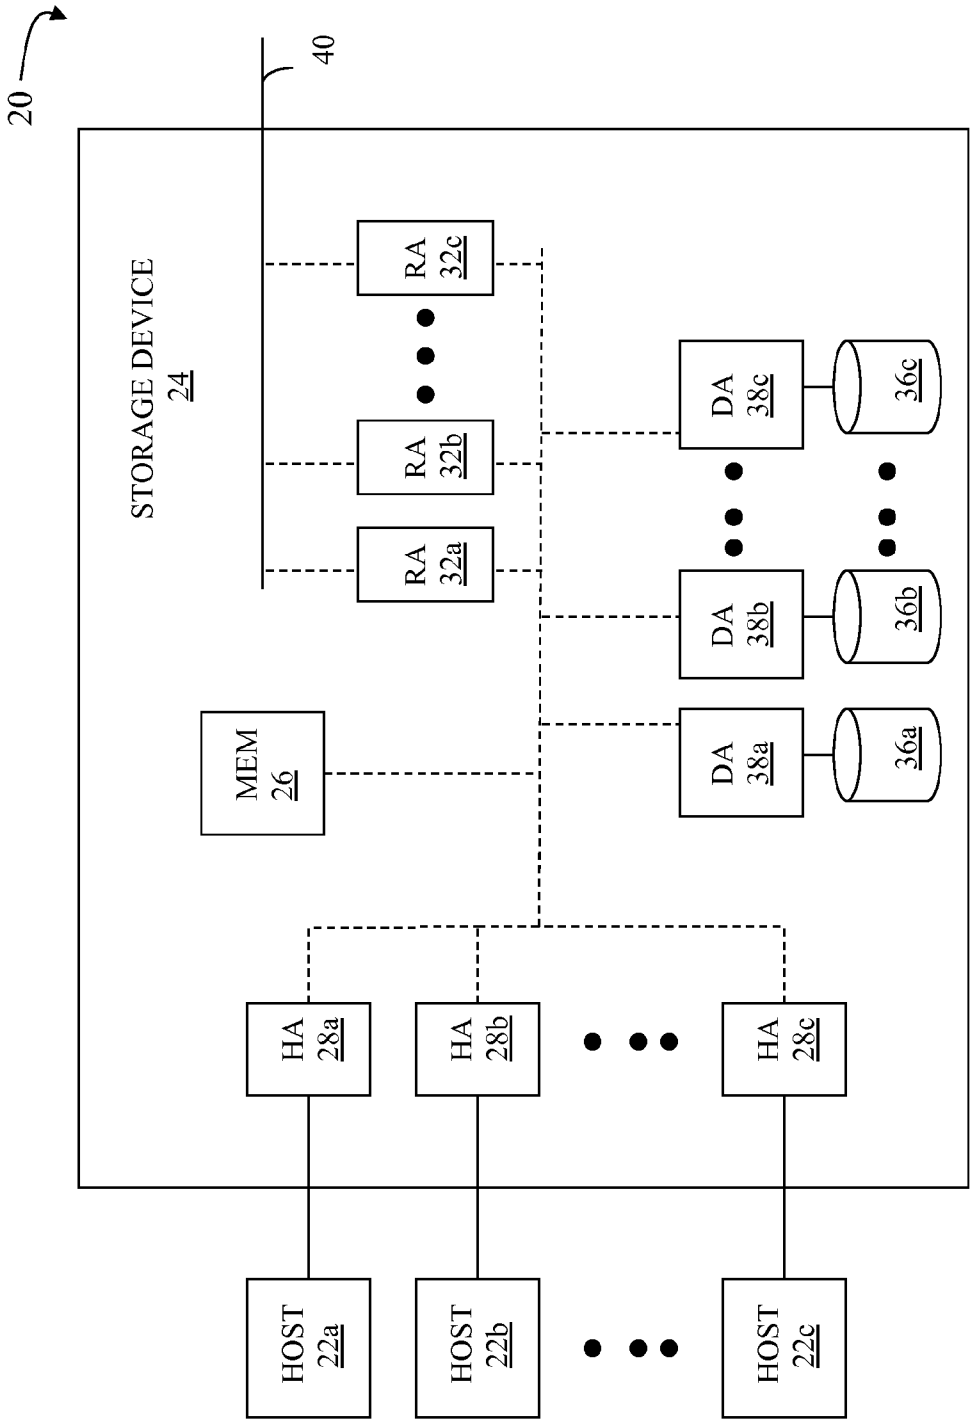 20
40
STORAGE DEVICE
24
HOST
22a
HOST
22b
HOST
22c
HA
28a
HA
28b
HA
28c
MEM
26
RA
32a
RA
32b
RA
32c
DA
38a
DA
38b
DA
38c
36a
36b
36c